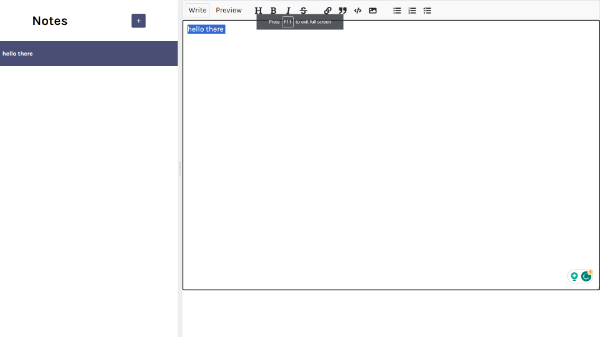 Notes
+
hello there
Write Preview H B I S
Press F11 to exit full screen
hello there